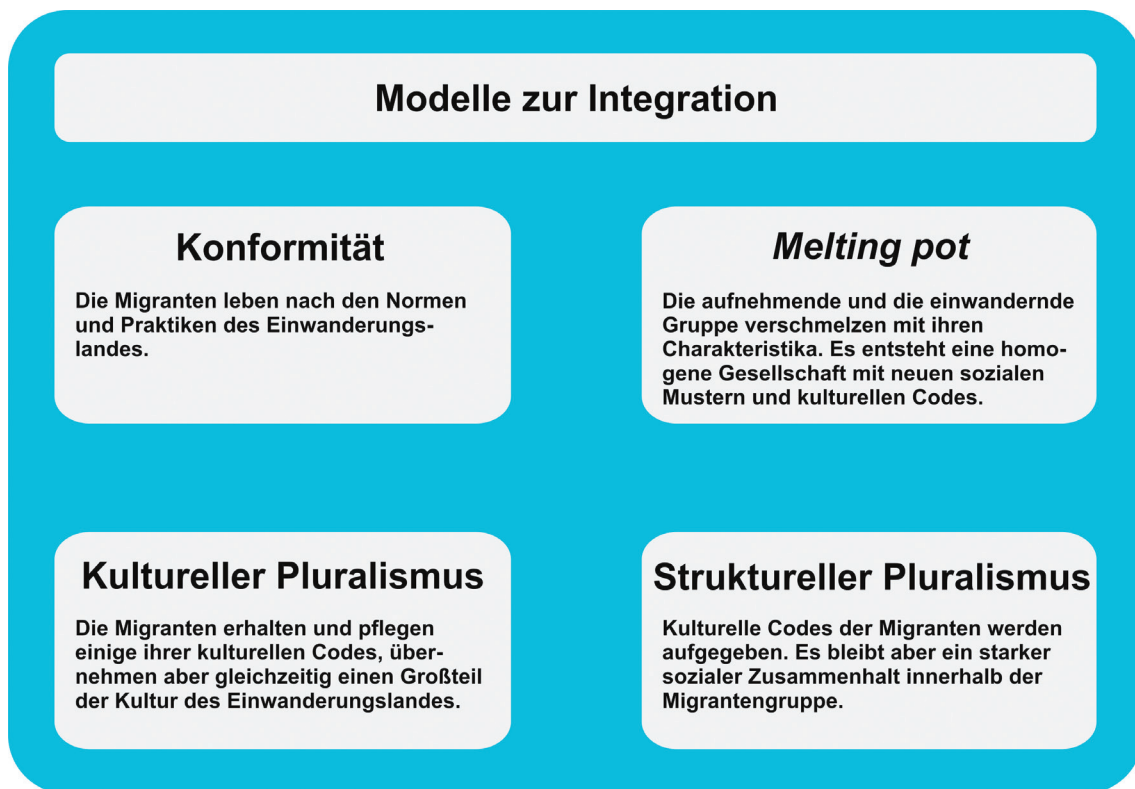 Modelle zur Integration
Konformität
Die Migranten leben nach den Normen
und Praktiken des Einwanderungs-
landes.
Melting pot
Die aufnehmende und die einwandernde
Gruppe verschmelzen mit ihren
Charakteristika. Es entsteht eine homo-
gene Gesellschaft mit neuen sozialen
Mustern und kulturellen Codes.
Kultureller Pluralismus
Die Migranten erhalten und pflegen
einige ihrer kulturellen Codes, über-
nehmen aber gleichzeitig einen Großteil
der Kultur des Einwanderungslandes.
Struktureller Pluralismus
Kulturelle Codes der Migranten werden
aufgegeben. Es bleibt aber ein starker
sozialer Zusammenhalt innerhalb der
Migrantengruppe.